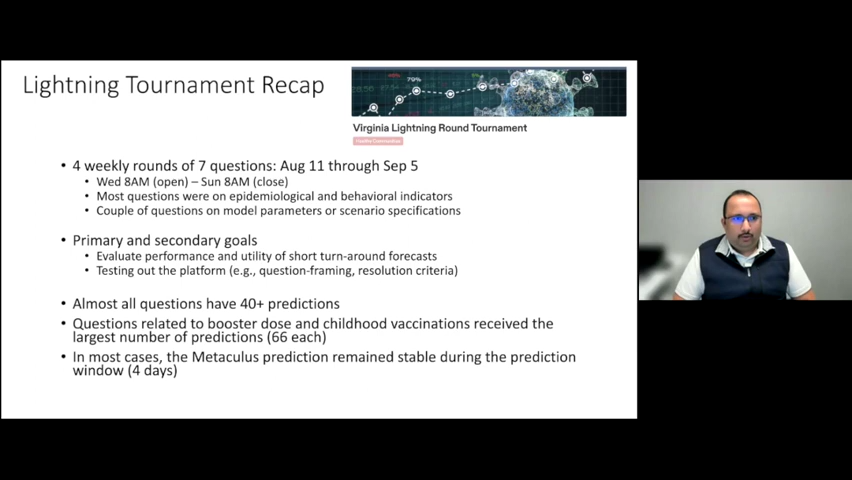 Lightning Tournament Recap
79%
Virginia Lightning Round Tournament
• 4 weekly rounds of 7 questions: Aug 11 through Sep 5
• Wed 8AM (open) – Sun 8AM (close)
• Most questions were on epidemiological and behavioral indicators
• Couple of questions on model parameters or scenario specifications
• Primary and secondary goals
• Evaluate performance and utility of short turn-around forecasts
• Testing out the platform (e.g., question-framing, resolution criteria)
• Almost all questions have 40+ predictions
• Questions related to booster dose and childhood vaccinations received the
largest number of predictions (66 each)
• In most cases, the Metaculus prediction remained stable during the prediction
window (4 days)